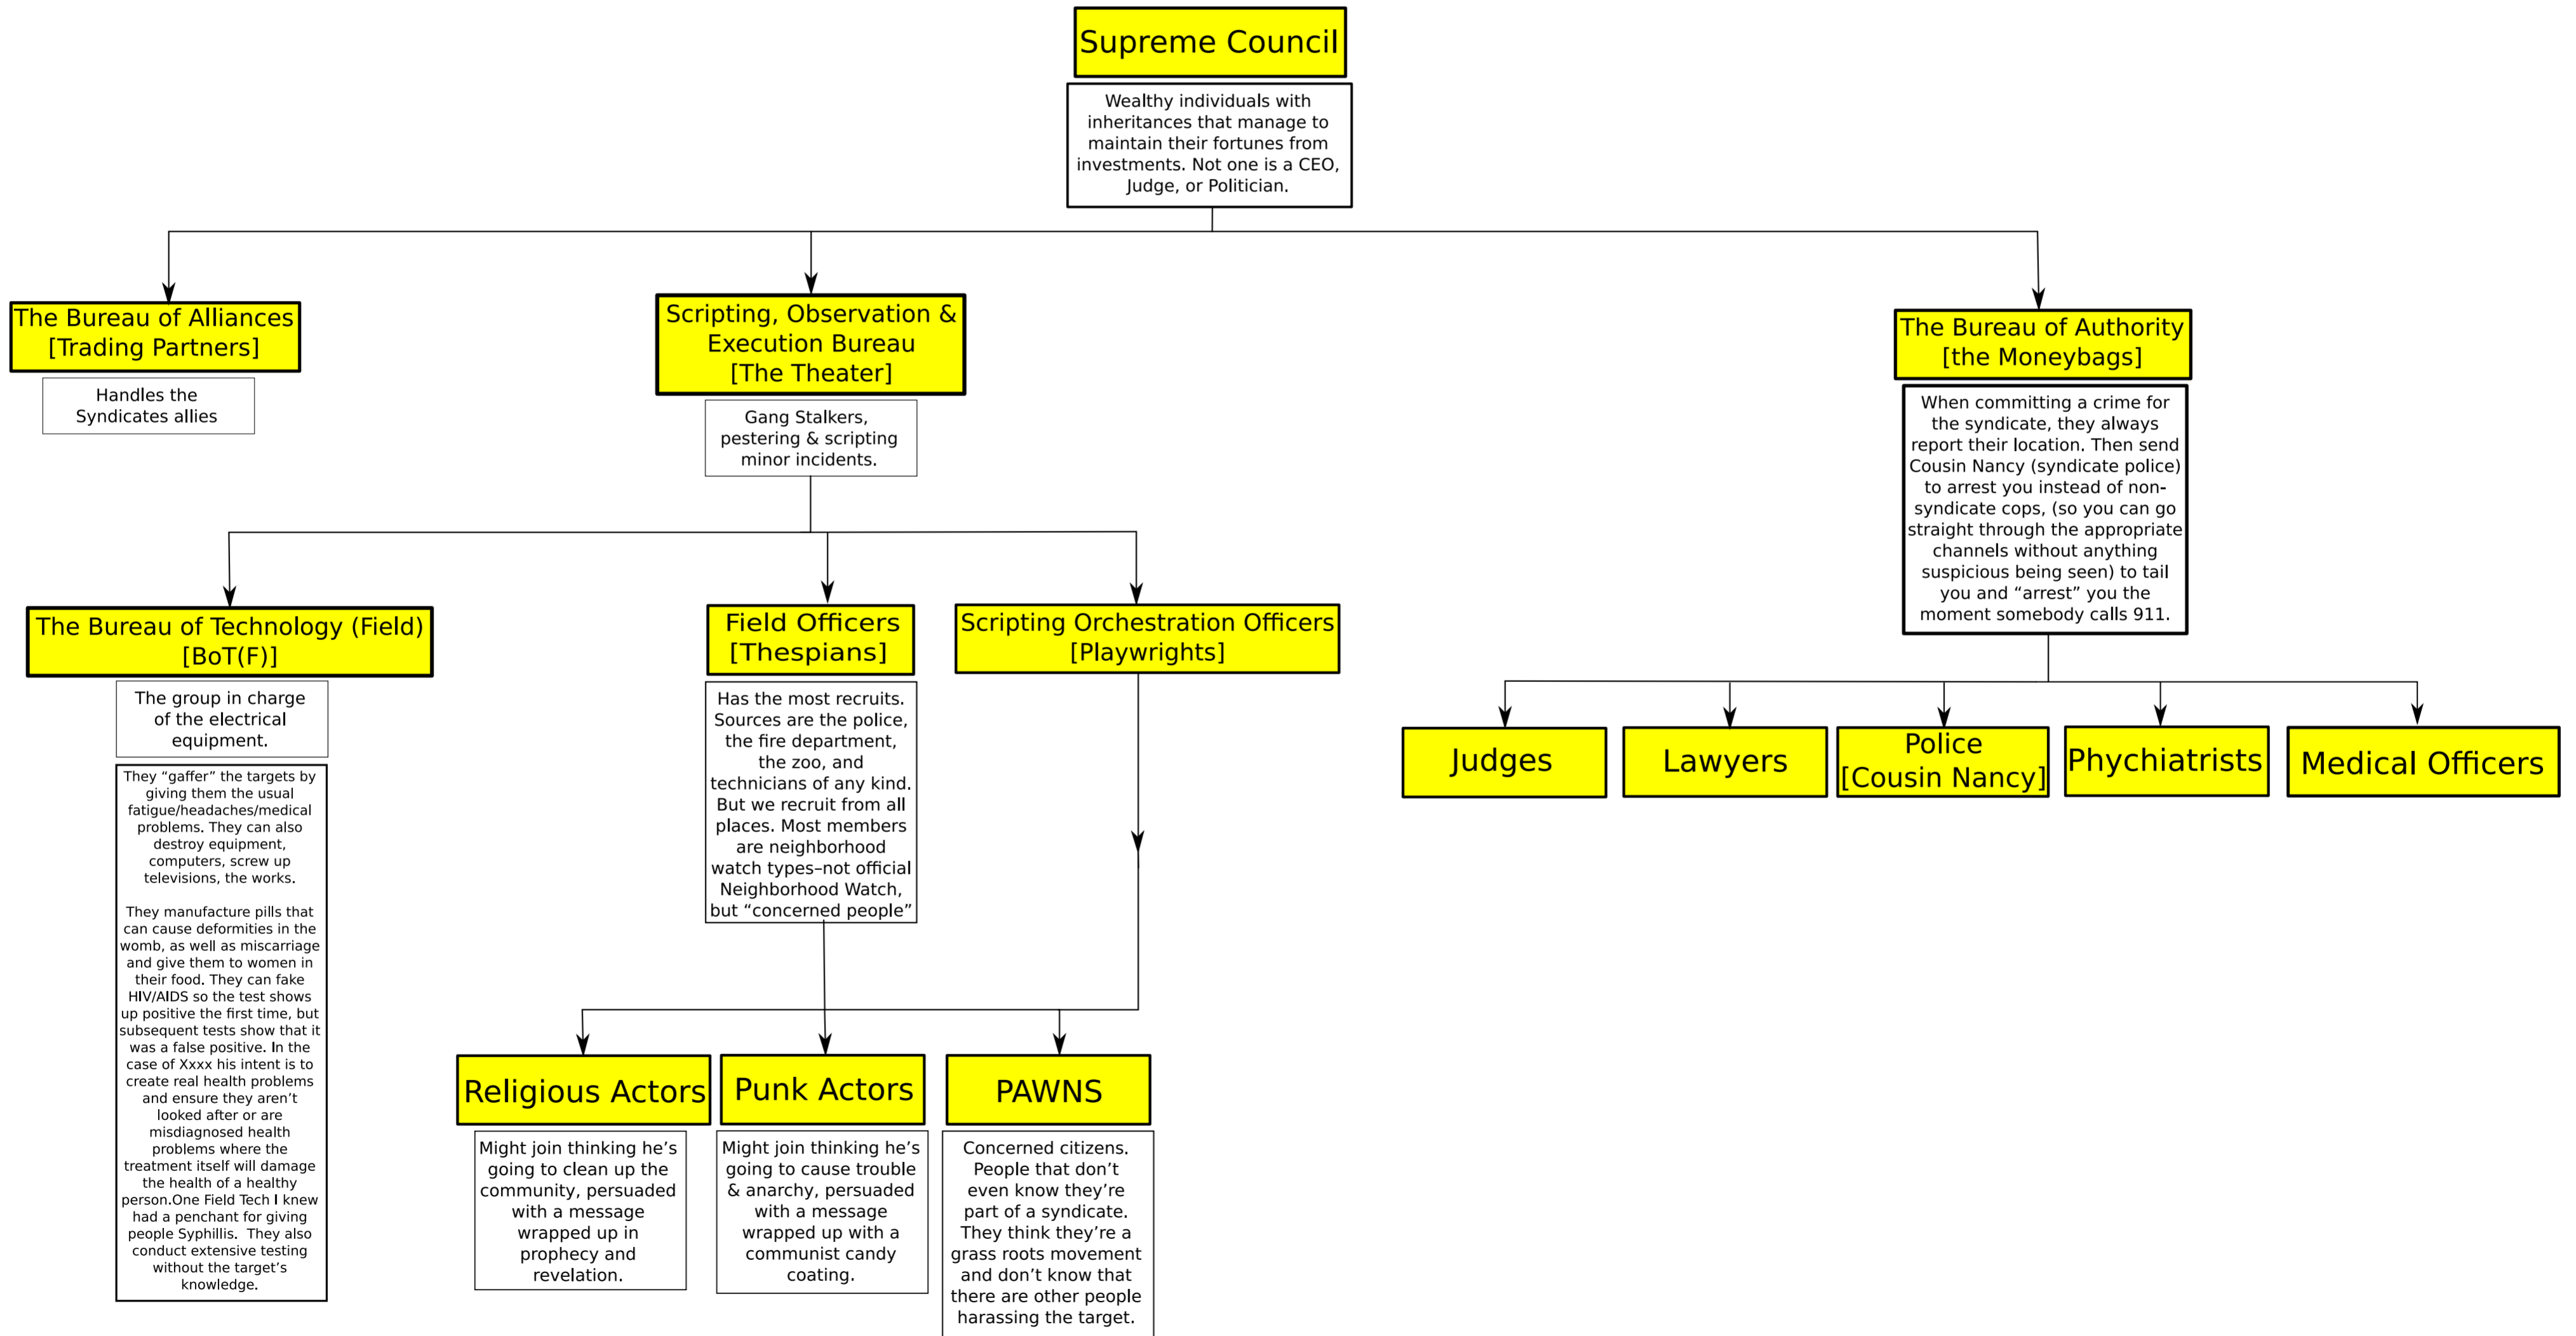 Supreme Council
Wealthy individuals with
inheritances that manage to
maintain their fortunes from
investments. Not one is a CEO,
Judge, or Politician.
The Bureau of Alliances
[Trading Partners]
Handles the
Syndicates allies
Scripting, Observation &
Execution Bureau
[The Theater]
Gang Stalkers,
pestering & scripting
minor incidents.
The Bureau of Authority
[the Moneybags]
When committing a crime for
the syndicate, they always
report their location. Then send
Cousin Nancy (syndicate police)
to arrest you instead of non-
syndicate cops, (so you can go
straight through the appropriate
channels without anything
suspicious being seen) to tail
you and “arrest” you the
moment somebody calls 911.
The Bureau of Technology (Field)
[BoT(F)]
The group in charge
of the electrical
equipment.
They “gaffer” the targets by
giving them the usual
fatigue/headaches/medical
problems. They can also
destroy equipment,
computers, screw up
televisions, the works.
They manufacture pills that
can cause deformities in the
womb, as well as miscarriage
and give them to women in
their food. They can fake
HIV/AIDS so the test shows
up positive the first time, but
subsequent tests show that it
was a false positive. In the
case of Xxxx his intent is to
create real health problems
and ensure they aren’t
looked after or are
misdiagnosed health
problems where the
treatment itself will damage
the health of a healthy
person.One Field Tech I knew
had a penchant for giving
people Syphillis. They also
conduct extensive testing
without the target’s
knowledge.
Field Officers
[Thespians]
Has the most recruits.
Sources are the police,
the fire department,
the zoo, and
technicians of any kind.
But we recruit from all
places. Most members
are neighborhood
watch types–not official
Neighborhood Watch,
but “concerned people”
Scripting Orchestration Officers
[Playwrights]
Judges
Lawyers
Police
[Cousin Nancy]
Phychiatrists
Medical Officers
Religious Actors
Might join thinking he’s
going to clean up the
community, persuaded
with a message
wrapped up in
prophecy and
revelation.
Punk Actors
Might join thinking he’s
going to cause trouble
& anarchy, persuaded
with a message
wrapped up with a
communist candy
coating.
PAWNS
Concerned citizens.
People that don’t
even know they’re
part of a syndicate.
They think they’re a
grass roots movement
and don’t know that
there are other people
harassing the target.